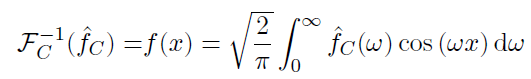 $\mathcal{F}_C^{-1}(\hat{f}_C) = f(x) = \sqrt{\frac{2}{\pi}} \int_0^\infty \hat{f}_C(\omega) \cos(\omega x) \, \mathrm{d}\omega$